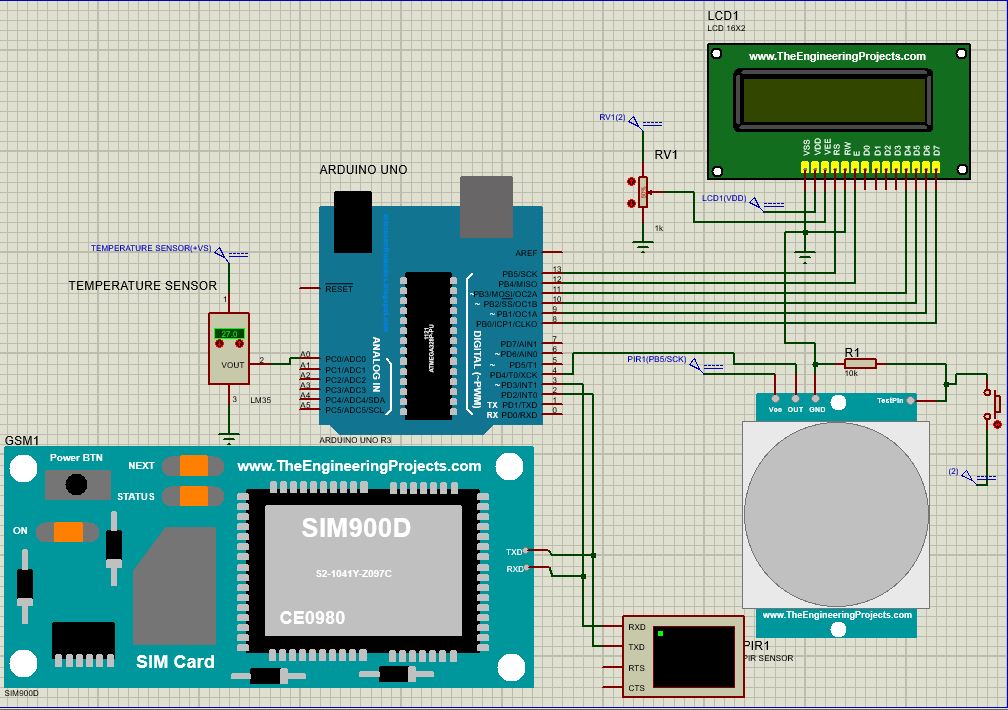 LCD1
LCD 16X2
www.TheEngineeringProjects.com
VSS VDD VEE RS RW E D0 D1 D2 D3 D4 D5 D6 D7
RV1(2)
RV1
1k
LCD1(VDD)
ARDUINO UNO
TEMPERATURE SENSOR(+VS)
TEMPERATURE SENSOR
1
27.0
VOUT
2
3
LM35
RESET
AREF
13 PB5/SCK
12 PB4/MISO
11 ~PB3/MOSI/OC2A
10 ~ PB2/SS/OC1B
9 ~ PB1/OC1A
8 PB0/ICP1/CLKO
7 PD7/AIN1
6 ~ PD6/AIN0
5 ~ PD5/T1
4 PD4/T0/XCK
3 ~ PD3/INT1
2 PD2/INT0
1 TX PD1/TXD
0 RX PD0/RXD
DIGITAL (~PWM)
ANALOG IN
A0 PC0/ADC0
A1 PC1/ADC1
A2 PC2/ADC2
A3 PC3/ADC3
A4 PC4/ADC4/SDA
A5 PC5/ADC5/SCL
ATMEGA328P-PU
1121
ARDUINO UNO R3
PIR1(PB5/SCK)
R1
10k
Vcc OUT GND
TestPin
(2)
www.TheEngineeringProjects.com
PIR1
PIR SENSOR
RXD
TXD
RTS
CTS
GSM1
Power BTN
NEXT
STATUS
ON
www.TheEngineeringProjects.com
SIM900D
S2-1041Y-Z097C
CE0980
TXD
RXD
SIM Card
SIM900D